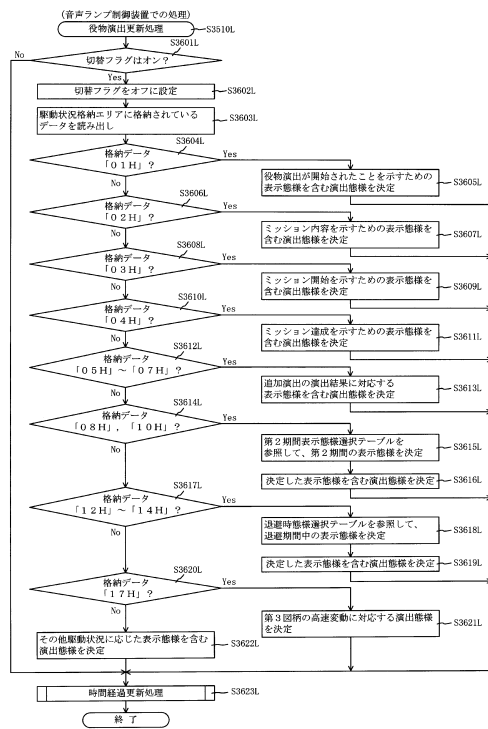 (音声ランプ制御装置での処理)
役物演出更新処理
S3510L
S3601L
No
切替フラグはオン？
Yes
切替フラグをオフに設定
S3602L
駆動状況格納エリアに格納されている
データを読み出し
S3603L
S3604L
格納データ
「０１Ｈ」？
Yes
No
役物演出が開始されたことを示すための
表示態様を含む演出態様を決定
S3605L
S3606L
格納データ
「０２Ｈ」？
Yes
No
ミッション内容を示すための表示態様を
含む演出態様を決定
S3607L
S3608L
格納データ
「０３Ｈ」？
Yes
No
ミッション開始を示すための表示態様を
含む演出態様を決定
S3609L
S3610L
格納データ
「０４Ｈ」？
Yes
No
ミッション達成を示すための表示態様を
含む演出態様を決定
S3611L
S3612L
格納データ
「０５Ｈ」～「０７Ｈ」？
Yes
No
追加演出の演出結果に対応する
表示態様を含む演出態様を決定
S3613L
S3614L
格納データ
「０８Ｈ」，「１０Ｈ」？
Yes
No
第２期間表示態様選択テーブルを
参照して、第２期間の表示態様を決定
S3615L
決定した表示態様を含む演出態様を決定
S3616L
S3617L
格納データ
「１２Ｈ」～「１４Ｈ」？
Yes
No
退避時態様選択テーブルを参照して、
退避期間中の表示態様を決定
S3618L
決定した表示態様を含む演出態様を決定
S3619L
S3620L
格納データ
「１７Ｈ」？
Yes
No
第３図柄の高速変動に対応する演出態様
を決定
S3621L
その他駆動状況に応じた表示態様を含む
演出態様を決定
S3622L
時間経過更新処理
S3623L
終了